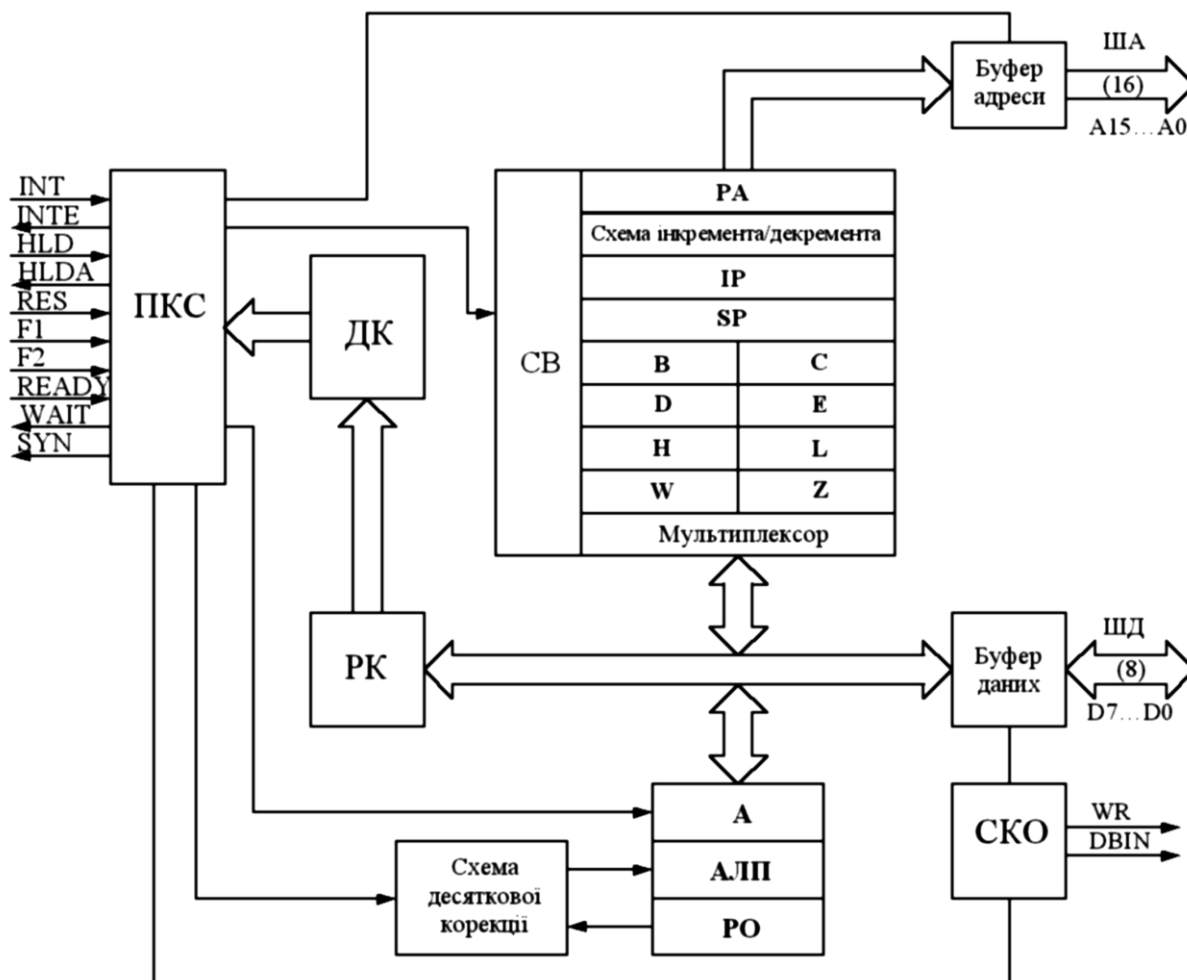 ША
Буфер
адреси
(16)
A15...A0
INT
INTE
HLD
HLDA
RES
F1
F2
READY
WAIT
SYN
ПКС
ДК
РК
СВ
РА
Схема інкремента/декремента
IP
SP
B
C
D
E
H
L
W
Z
Мультиплексор
Буфер
даних
ШД
(8)
D7...D0
A
АЛП
РО
Схема
десяткової
корекції
СКО
WR
DBIN